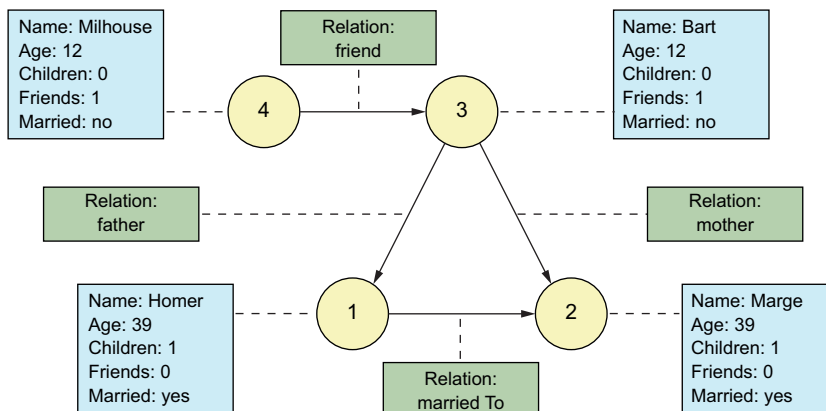 Name: Milhouse
Age: 12
Children: 0
Friends: 1
Married: no
Relation:
friend
Name: Bart
Age: 12
Children: 0
Friends: 1
Married: no
4
3
Relation:
father
Relation:
mother
Name: Homer
Age: 39
Children: 1
Friends: 0
Married: yes
1
2
Name: Marge
Age: 39
Children: 1
Friends: 0
Married: yes
Relation:
married To